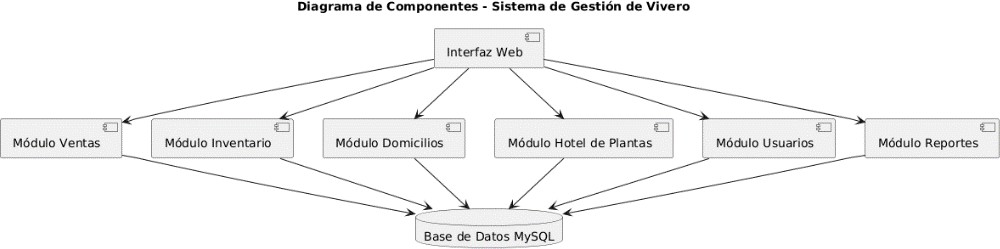 Diagrama de Componentes - Sistema de Gestión de Vivero
Interfaz Web
Módulo Ventas
Módulo Inventario
Módulo Domicilios
Módulo Hotel de Plantas
Módulo Usuarios
Módulo Reportes
Base de Datos MySQL